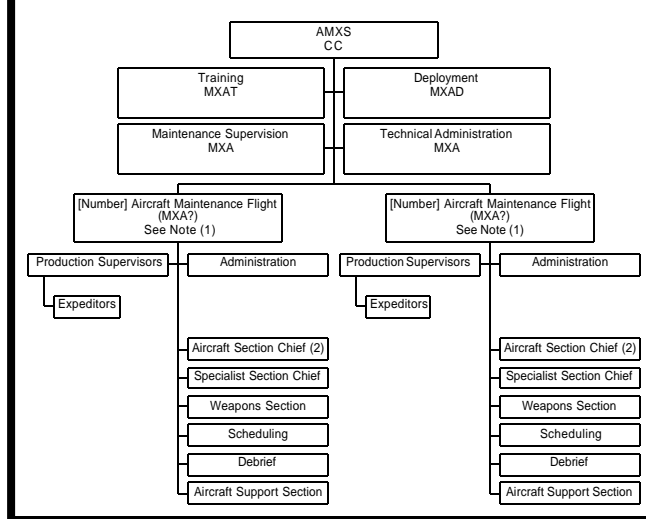 AMXS
CC
Training
MXAT
Deployment
MXAD
Maintenance Supervision
MXA
Technical Administration
MXA
[Number] Aircraft Maintenance Flight
(MXA?)
See Note (1)
[Number] Aircraft Maintenance Flight
(MXA?)
See Note (1)
Production Supervisors
Administration
Expeditors
Aircraft Section Chief (2)
Specialist Section Chief
Weapons Section
Scheduling
Debrief
Aircraft Support Section
Production Supervisors
Administration
Expeditors
Aircraft Section Chief (2)
Specialist Section Chief
Weapons Section
Scheduling
Debrief
Aircraft Support Section